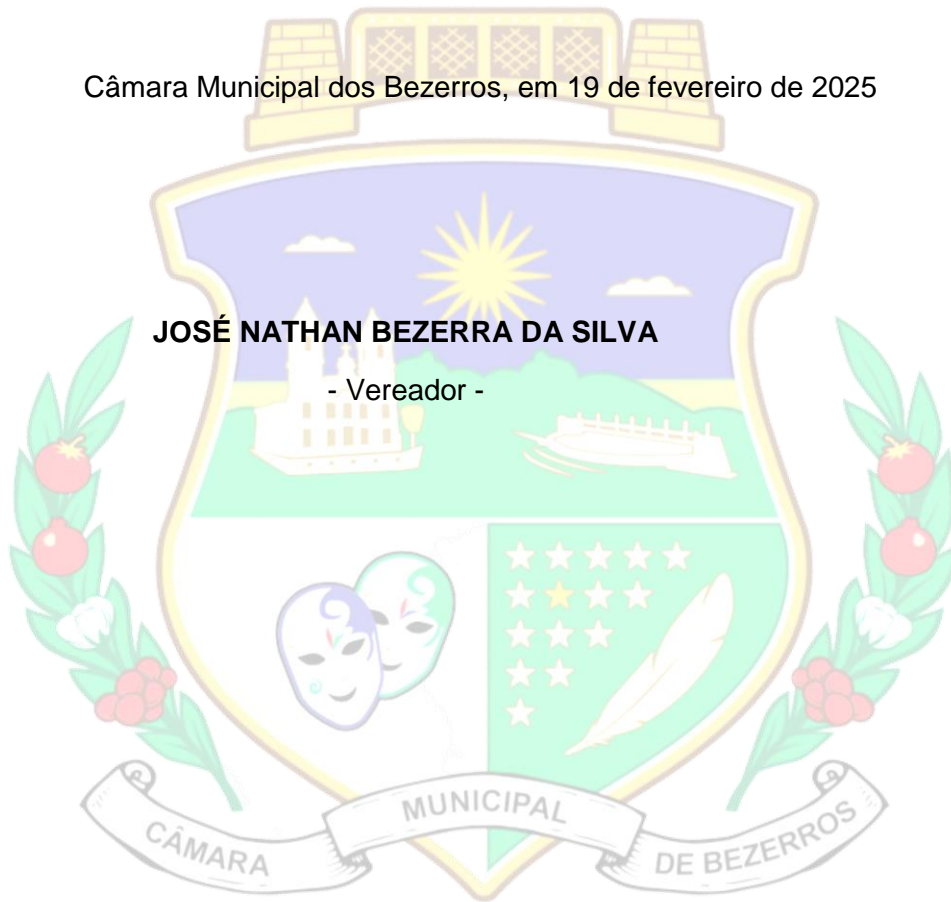 Câmara Municipal dos Bezerros, em 19 de fevereiro de 2025
JOSÉ NATHAN BEZERRA DA SILVA
- Vereador -
CÂMARA MUNICIPAL DE BEZERROS